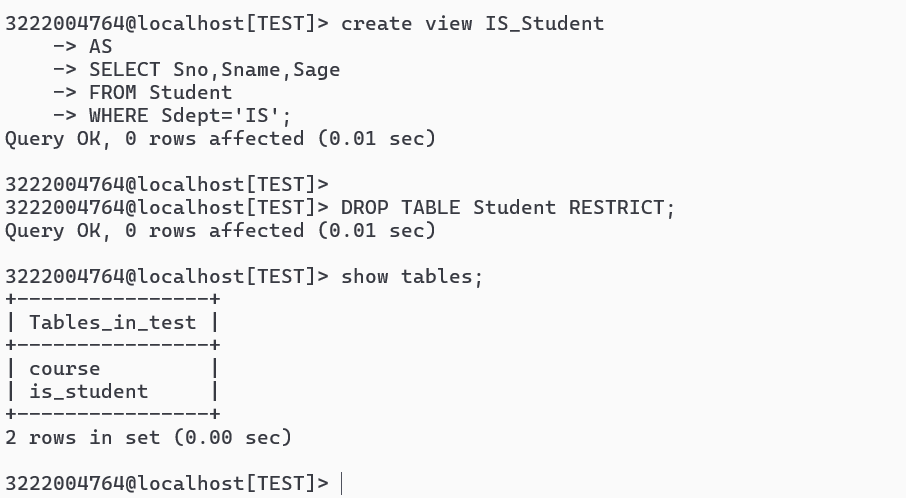 3222004764@localhost[TEST]> create view IS_Student
    -> AS
    -> SELECT Sno,Sname,Sage
    -> FROM Student
    -> WHERE Sdept='IS';
Query OK, 0 rows affected (0.01 sec)

3222004764@localhost[TEST]>
3222004764@localhost[TEST]> DROP TABLE Student RESTRICT;
Query OK, 0 rows affected (0.01 sec)

3222004764@localhost[TEST]> show tables;
+----------------+
| Tables_in_test |
+----------------+
| course         |
| is_student     |
+----------------+
2 rows in set (0.00 sec)

3222004764@localhost[TEST]>